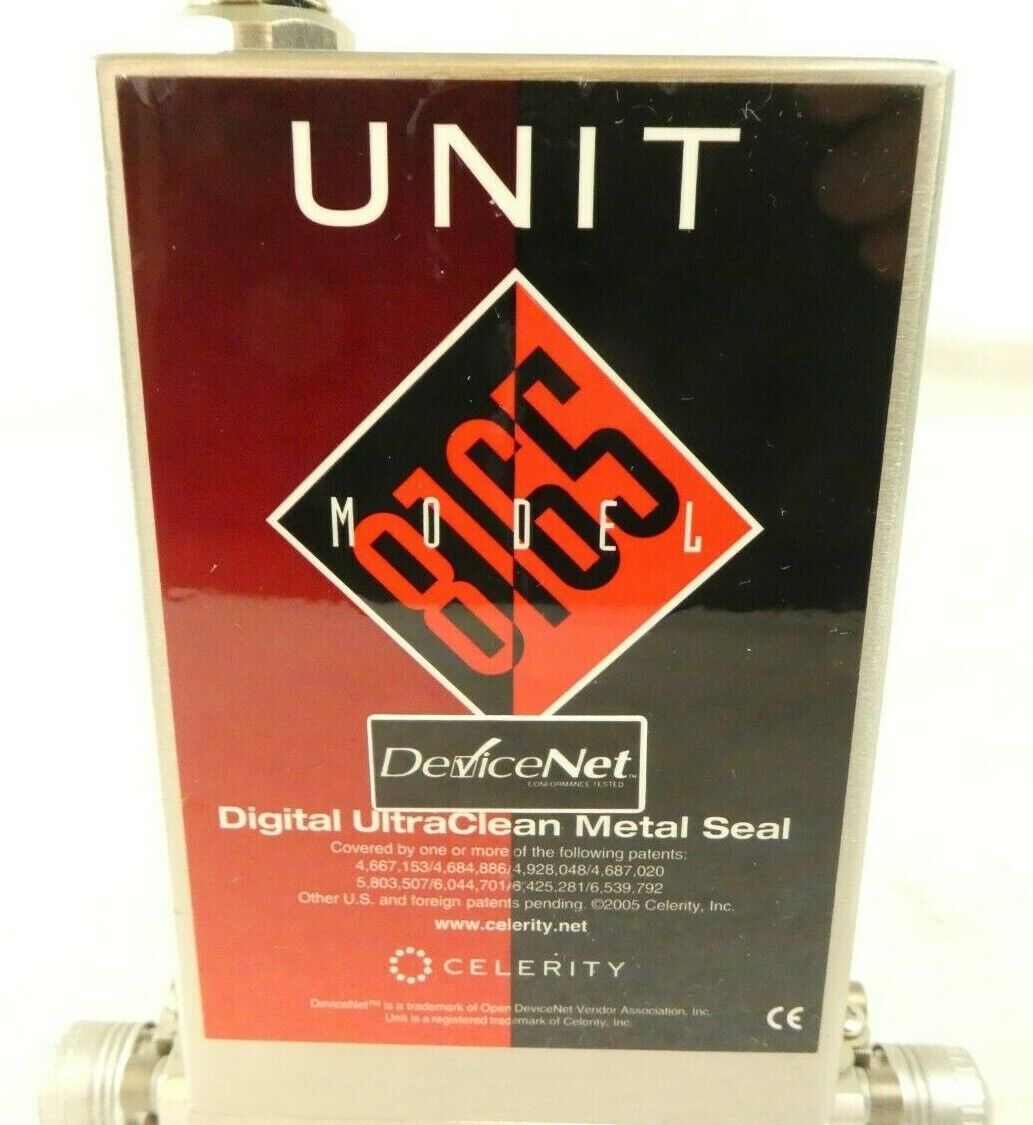 UNIT
8165
MODEL
DeviceNet™
CONFORMANCE TESTED
Digital UltraClean Metal Seal
Covered by one or more of the following patents:
4,667,153/4,684,886/4,928,048/4,687,020
5,803,507/6,044,701/6,425,281/6,539,792
Other U.S. and foreign patents pending. ©2005 Celerity, Inc.
www.celerity.net
CELERITY
DeviceNet™ is a trademark of Open DeviceNet Vendor Association, Inc.
Unit is a registered trademark of Celerity, Inc.
CE